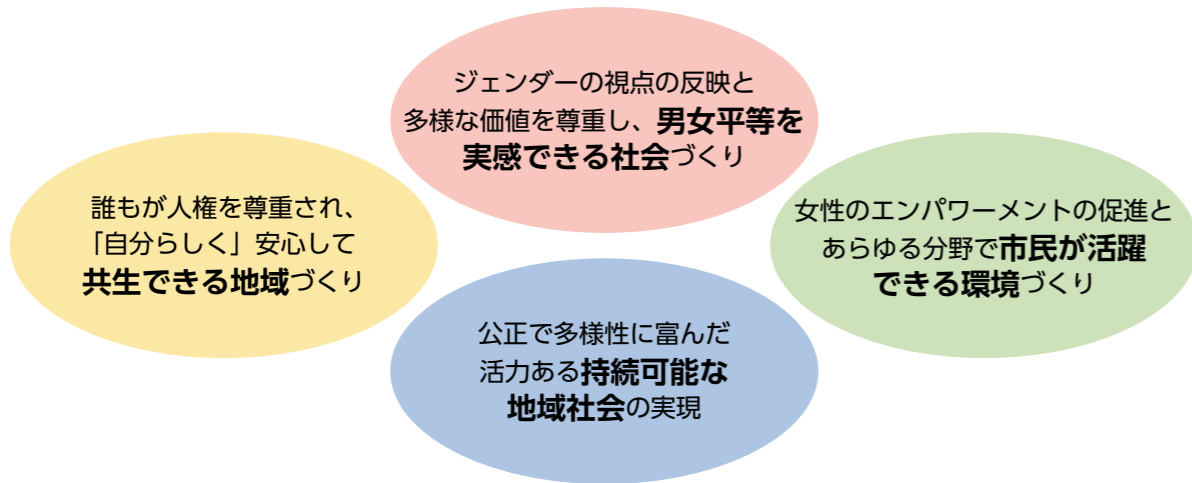 ジェンダーの視点の反映と
多様な価値を尊重し、男女平等を
実感できる社会づくり
誰もが人権を尊重され、
「自分らしく」安心して
共生できる地域づくり
女性のエンパワーメントの促進と
あらゆる分野で市民が活躍
できる環境づくり
公正で多様性に富んだ
活力ある持続可能な
地域社会の実現